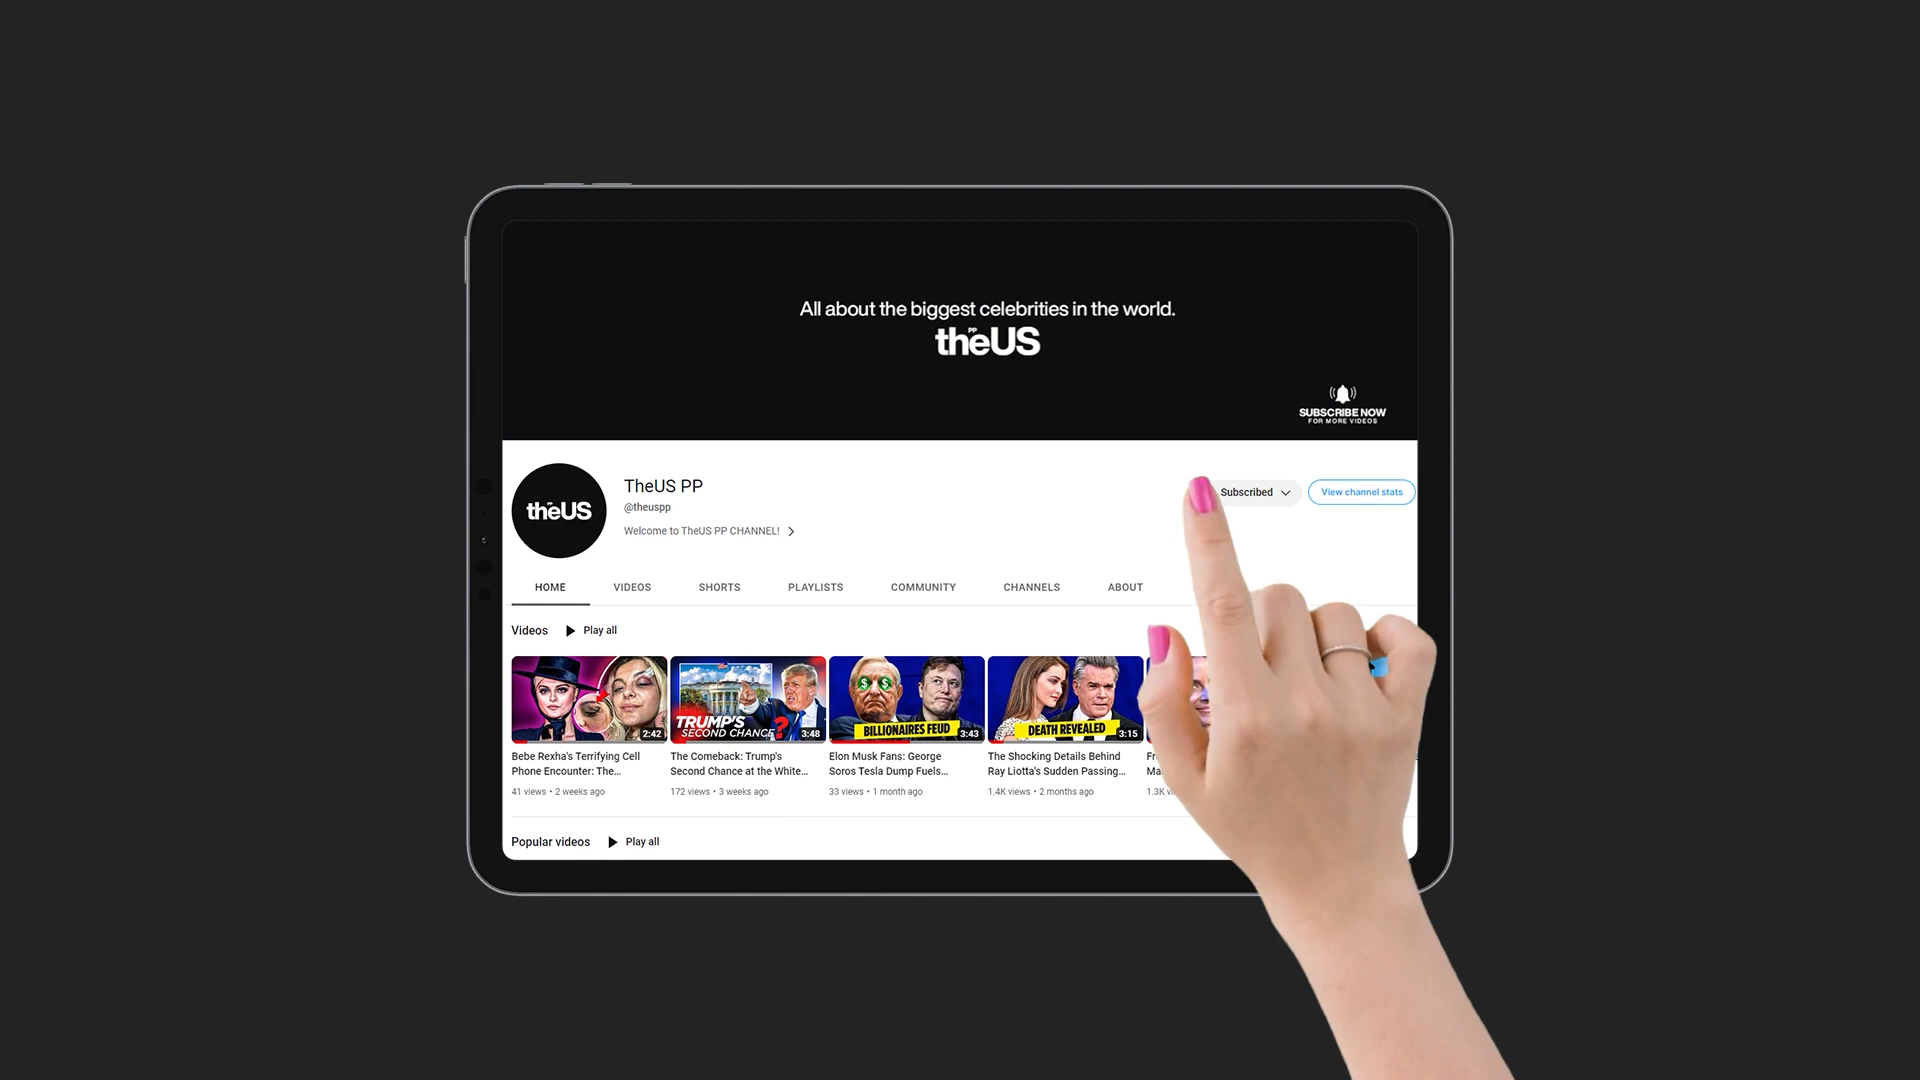 All about the biggest celebrities in the world.
PP
theUS
SUBSCRIBE NOW
FOR MORE VIDEOS
PP
theUS
TheUS PP
@theuspp
Welcome to TheUS PP CHANNEL!
Subscribed
View channel stats
HOME
VIDEOS
SHORTS
PLAYLISTS
COMMUNITY
CHANNELS
ABOUT
Videos
Play all
2:42
TRUMP'S
SECOND CHANCE?
3:48
$ $
BILLIONAIRES FEUD
3:43
DEATH REVEALED
3:15
Bebe Rexha's Terrifying Cell
Phone Encounter: The...
41 views • 2 weeks ago
The Comeback: Trump's
Second Chance at the White...
172 views • 3 weeks ago
Elon Musk Fans: George
Soros Tesla Dump Fuels...
33 views • 1 month ago
The Shocking Details Behind
Ray Liotta's Sudden Passing...
1.4K views • 2 months ago
1.3K
Popular videos
Play all